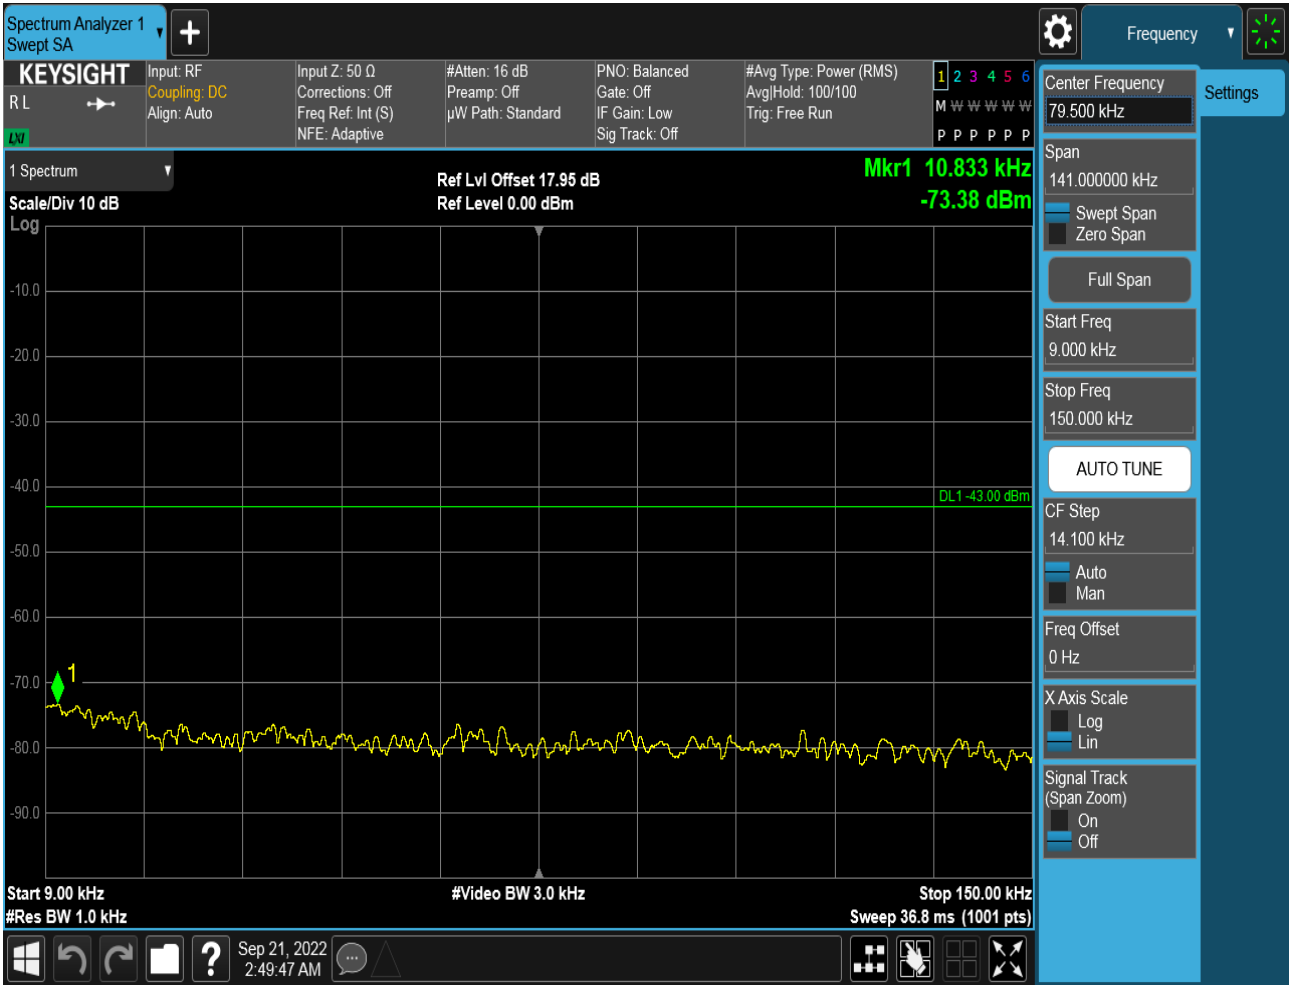 Spectrum Analyzer 1
Swept SA
+
Frequency
KEYSIGHT
R L
LXI
Input: RF
Coupling: DC
Align: Auto
Input Z: 50 Ω
Corrections: Off
Freq Ref: Int (S)
NFE: Adaptive
#Atten: 16 dB
Preamp: Off
µW Path: Standard
PNO: Balanced
Gate: Off
IF Gain: Low
Sig Track: Off
#Avg Type: Power (RMS)
Avg|Hold: 100/100
Trig: Free Run
1 2 3 4 5 6
M W W W W W
P P P P P P
1 Spectrum
Scale/Div 10 dB
Log
Ref Lvl Offset 17.95 dB
Ref Level 0.00 dBm
Mkr1 10.833 kHz
-73.38 dBm
-10.0
-20.0
-30.0
-40.0
DL1 -43.00 dBm
-50.0
-60.0
-70.0
1
-80.0
-90.0
Start 9.00 kHz
#Res BW 1.0 kHz
#Video BW 3.0 kHz
Stop 150.00 kHz
Sweep 36.8 ms (1001 pts)
?
Sep 21, 2022
2:49:47 AM
Center Frequency
79.500 kHz
Span
141.000000 kHz
Swept Span
Zero Span
Full Span
Start Freq
9.000 kHz
Stop Freq
150.000 kHz
AUTO TUNE
CF Step
14.100 kHz
Auto
Man
Freq Offset
0 Hz
X Axis Scale
Log
Lin
Signal Track
(Span Zoom)
On
Off
Settings